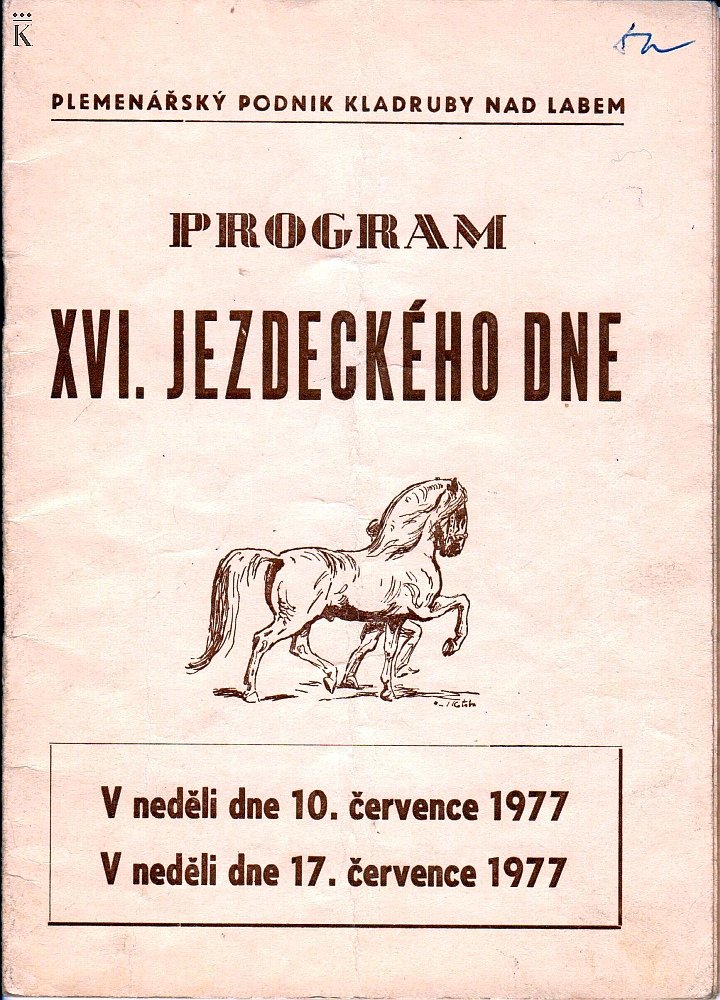 K
PLEMENÁŘSKÝ PODNIK KLADRUBY NAD LABEM
PROGRAM
XVI. JEZDECKÉHO DNE
V neděli dne 10. července 1977
V neděli dne 17. července 1977